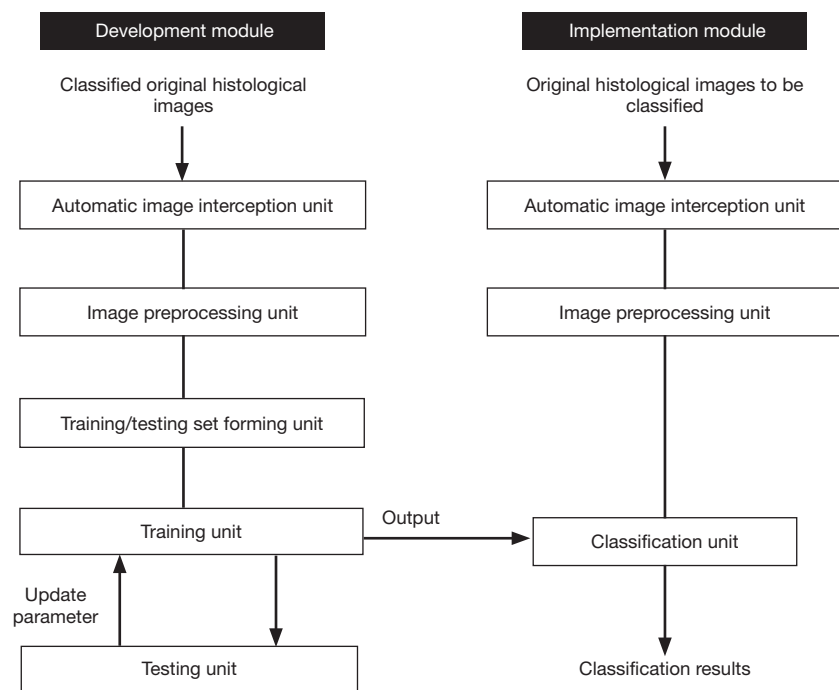 Development module
Classified original histological
images
Automatic image interception unit
Image preprocessing unit
Training/testing set forming unit
Training unit
Update
parameter
Testing unit
Output
Implementation module
Original histological images to be
classified
Automatic image interception unit
Image preprocessing unit
Classification unit
Classification results